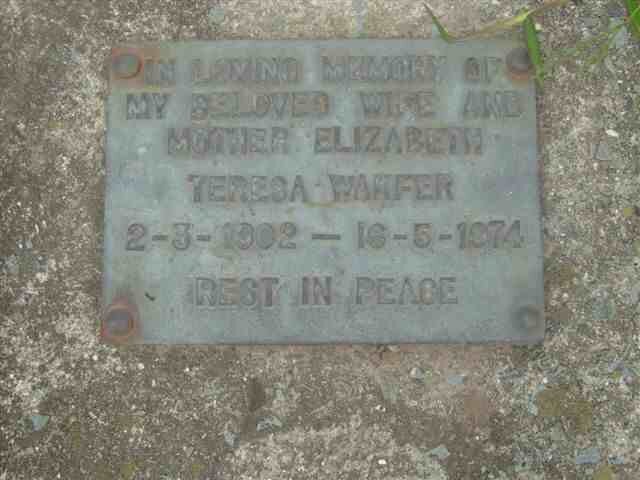 IN LOVING MEMORY OF
MY BELOVED WIFE AND
MOTHER ELIZABETH
TERESA
2-3-1902 — 16-5-1974
REST IN PEACE